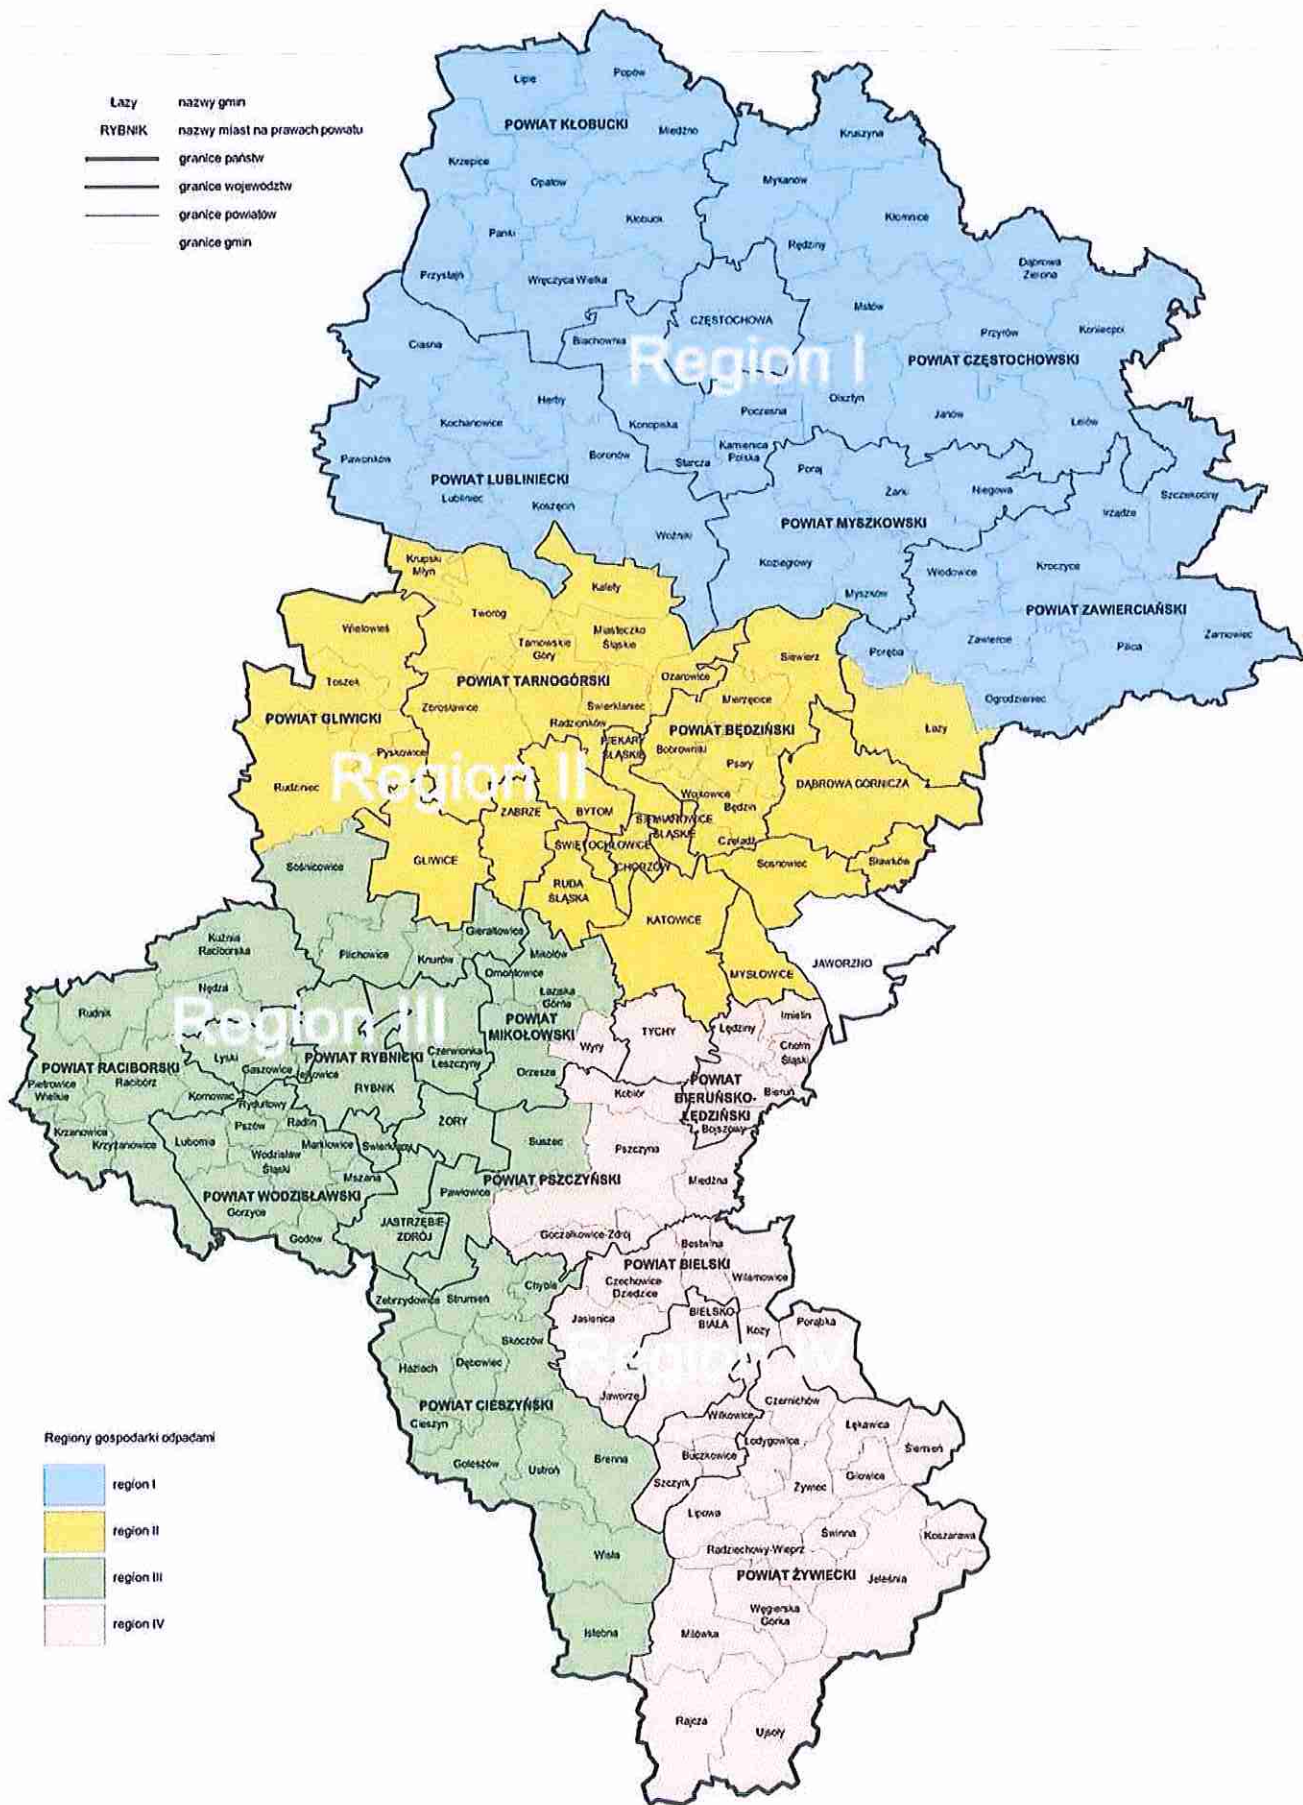 Łazy nazwy gmin
RYBNIK nazwy miast na prawach powiatu
granice państw
granice województw
granice powiatów
granice gmin
Lipie
Popów
POWIAT KŁOBUCKI
Miedźno
Kruszyna
Krzepice
Opatów
Mykanów
Kłobuck
Kłomnice
Panki
Rędziny
Przystajń
Wręczyca Wielka
Dąbrowa
Zielona
Mstów
CZĘSTOCHOWA
Ciasna
Blachownia
Przyrów
Koniecpol
Region I
POWIAT CZĘSTOCHOWSKI
Herby
Olsztyn
Kochanowice
Konopiska
Poczesna
Janów
Lelów
Kamienica
Polska
Pawonków
Boronów
Starcza
Poraj
POWIAT LUBLINIECKI
Lubliniec
Koszęcin
Żarki
Niegowa
Szczekociny
Irządze
POWIAT MYSZKOWSKI
Woźniki
Koziegłowy
Włodowice
Kroczyce
Myszków
POWIAT ZAWIERCIAŃSKI
Krupski
Młyn
Kalety
Tworóg
Wielowieś
Miasteczko
Śląskie
Tarnowskie
Góry
Siewierz
Poręba
Zawiercie
Pilica
Żarnowiec
Toszek
POWIAT TARNOGÓRSKI
Ożarowice
Mierzęcice
Ogrodzieniec
Zbrosławice
Świerklaniec
POWIAT GLIWICKI
Radzionków
POWIAT BĘDZIŃSKI
Łazy
PIEKARY
ŚLĄSKIE
Bobrowniki
Pyskowice
Psary
Region II
Rudziniec
DĄBROWA GÓRNICZA
Wojkowice
Będzin
ZABRZE
BYTOM
SIEMIANOWICE
ŚLĄSKIE
Czeladź
ŚWIĘTOCHŁOWICE
CHORZÓW
GLIWICE
Sosnowiec
Sławków
Sośnicowice
RUDA
ŚLĄSKA
KATOWICE
Kuźnia
Raciborska
Gierałtowice
Pilchowice
Knurów
Mikołów
JAWORZNO
MYSŁOWICE
Ornontowice
Nędza
Łaziska
Górne
Rudnik
Region III
POWIAT
MIKOŁOWSKI
TYCHY
Lędziny
Imielin
Wyry
Chełm
Śląski
Lyski
POWIAT RYBNICKI
Czerwionka
Leszczyny
POWIAT RACIBORSKI
Gaszowice
Jejkowice
Orzesze
Pietrowice
Wielkie
Racibórz
RYBNIK
POWIAT
BIERUŃSKO-
LĘDZIŃSKI
Bieruń
Kobiór
Kornowac
Rydułtowy
Bojszowy
Krzanowice
Krzyżanowice
Lubomia
Pszów
Radlin
ŻORY
Suszec
Wodzisław
Śląski
Marklowice
Świerklany
Pszczyna
Mszana
POWIAT PSZCZYŃSKI
Miedźna
POWIAT WODZISŁAWSKI
Pawłowice
Gorzyce
JASTRZĘBIE-
ZDRÓJ
Godów
Goczałkowice-Zdrój
Bestwina
POWIAT BIELSKI
Wilamowice
Czechowice
Dziedzice
Chybie
Zebrzydowice
Strumień
BIELSKO-
BIAŁA
Jasienica
Kozy
Porąbka
Skoczów
Region IV
Hażlach
Dębowiec
Jaworze
POWIAT CIESZYŃSKI
Czernichów
Cieszyn
Wilkowice
Łękawica
Łodygowice
Ślemień
Goleszów
Ustroń
Brenna
Buczkowice
Szczyrk
Żywiec
Gilowice
Lipowa
Świnna
Koszarawa
Radziechowy-Wieprz
Wisła
POWIAT ŻYWIECKI
Jeleśnia
Węgierska
Górka
Istebna
Milówka
Rajcza
Ujsoły
Regiony gospodarki odpadami
region I
region II
region III
region IV